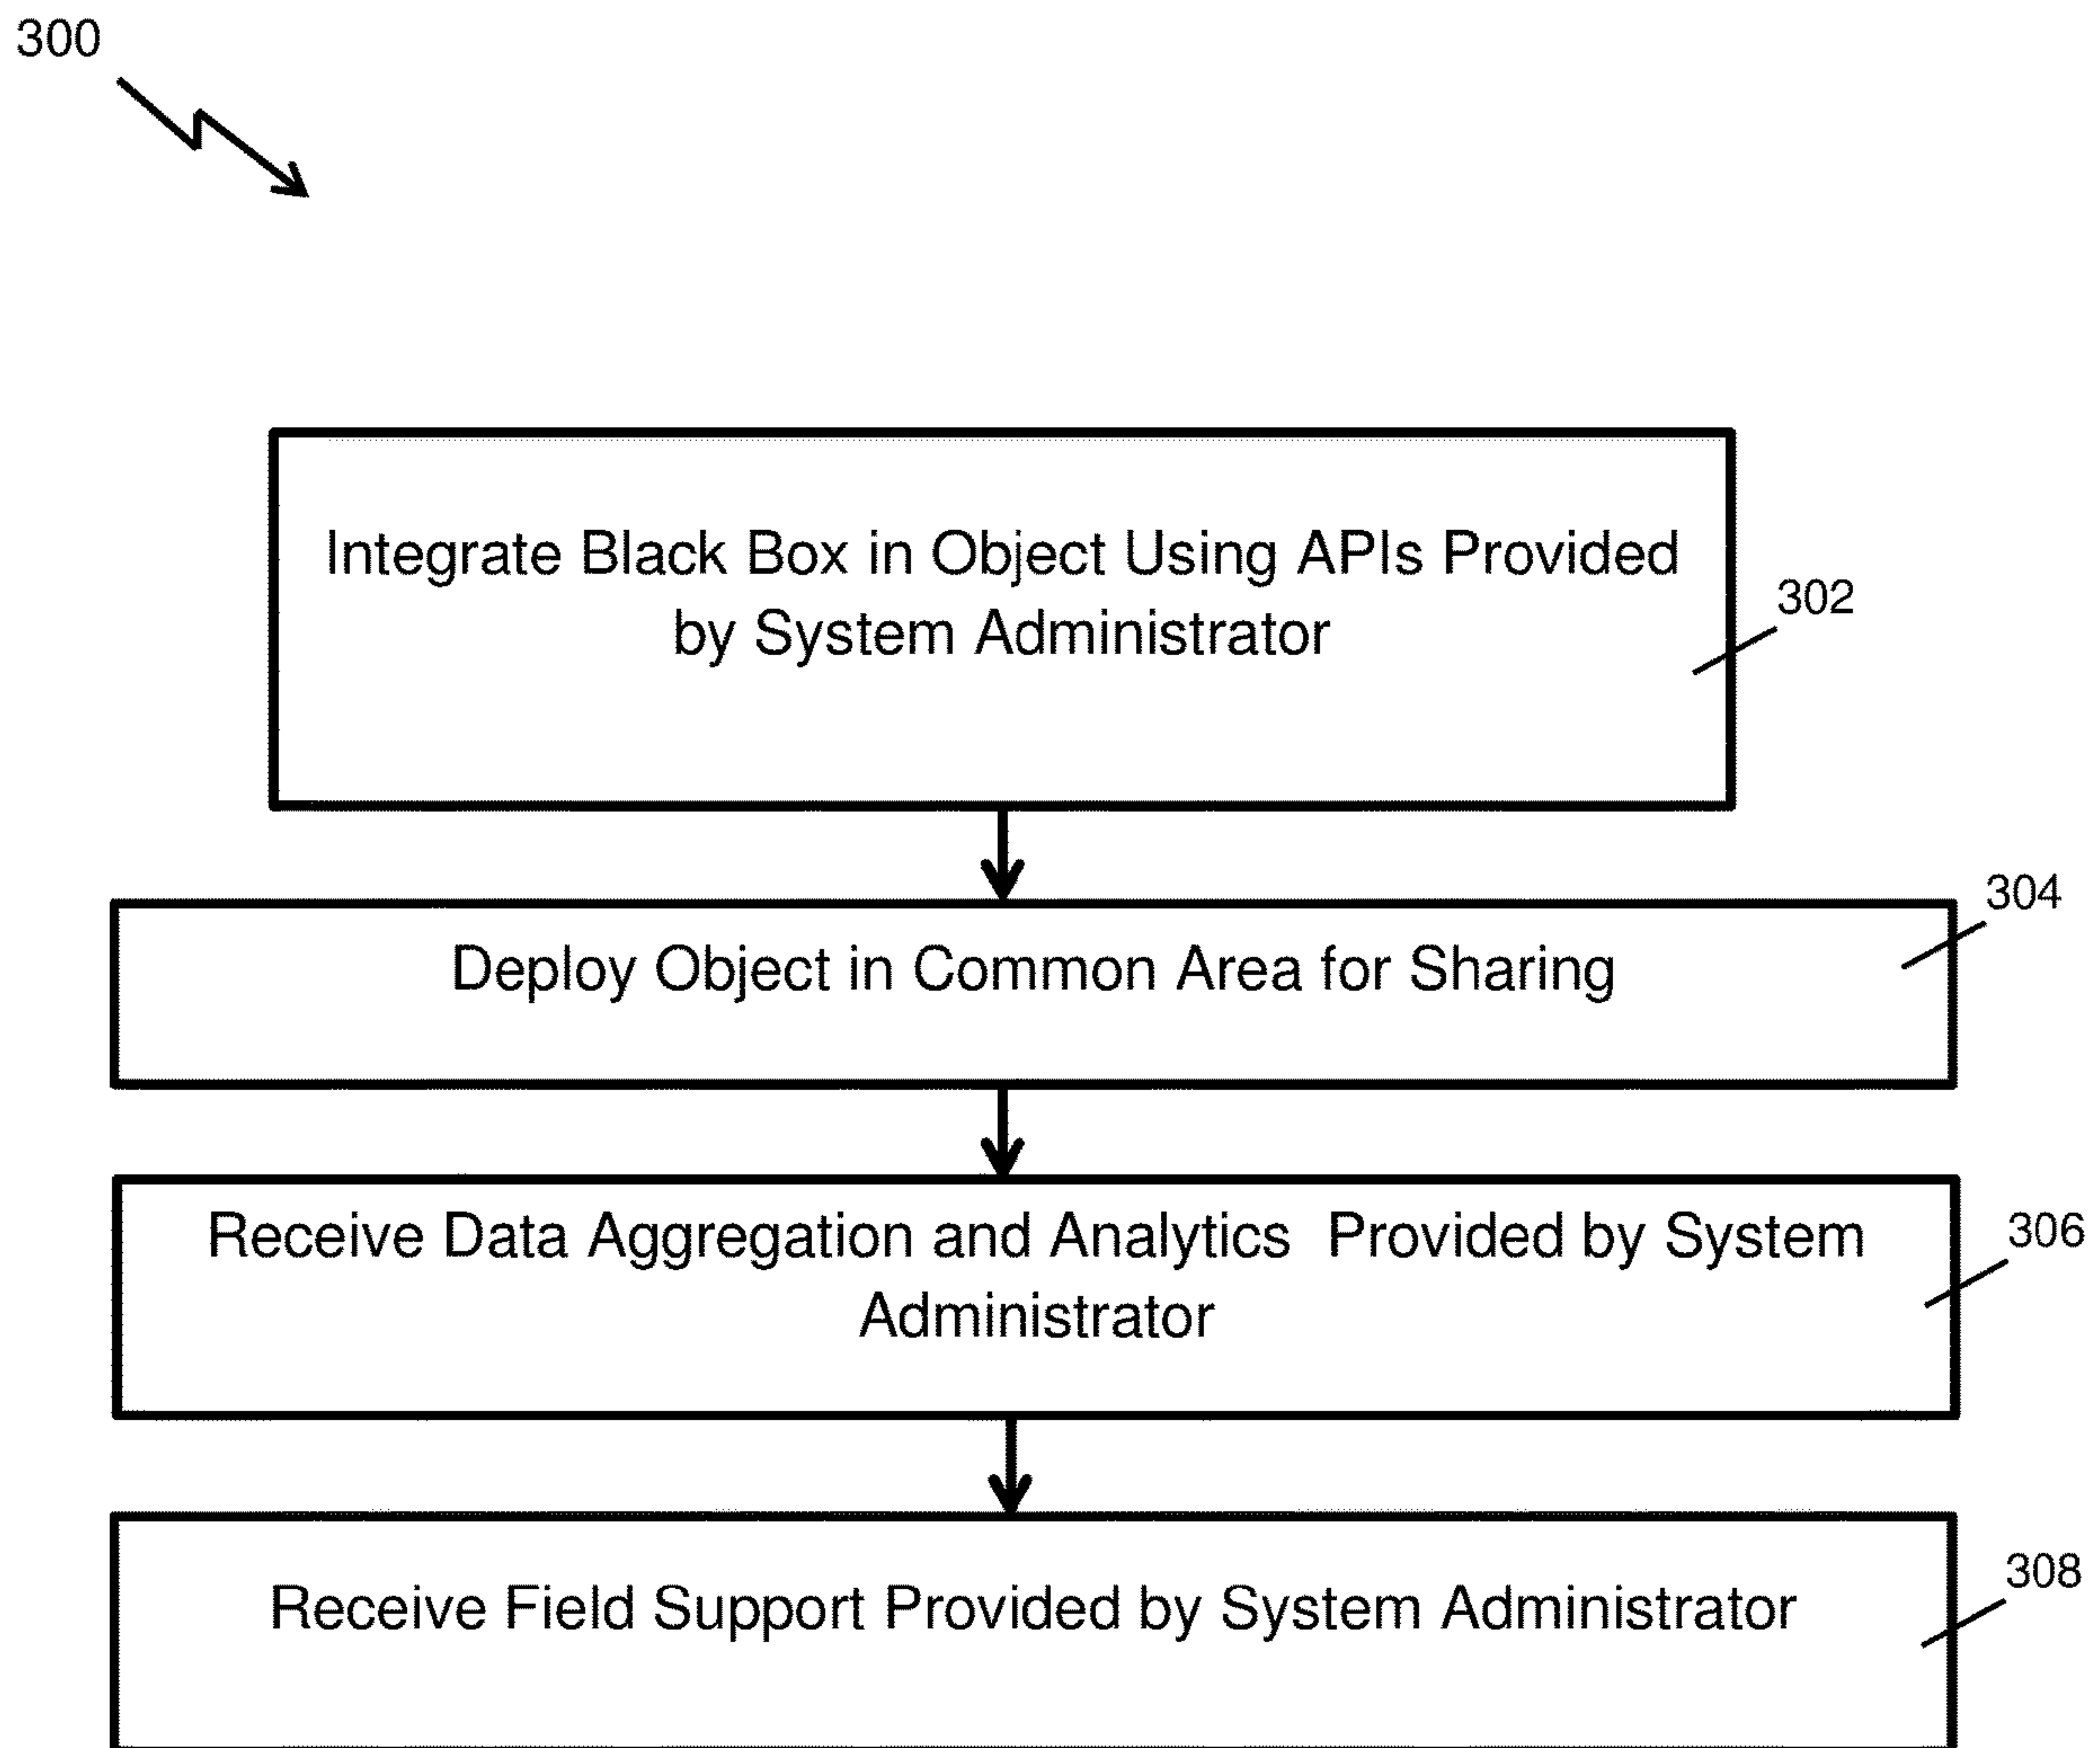 300
Integrate Black Box in Object Using APIs Provided
by System Administrator
302
304
Deploy Object in Common Area for Sharing
Receive Data Aggregation and Analytics Provided by System
Administrator
306
308
Receive Field Support Provided by System Administrator